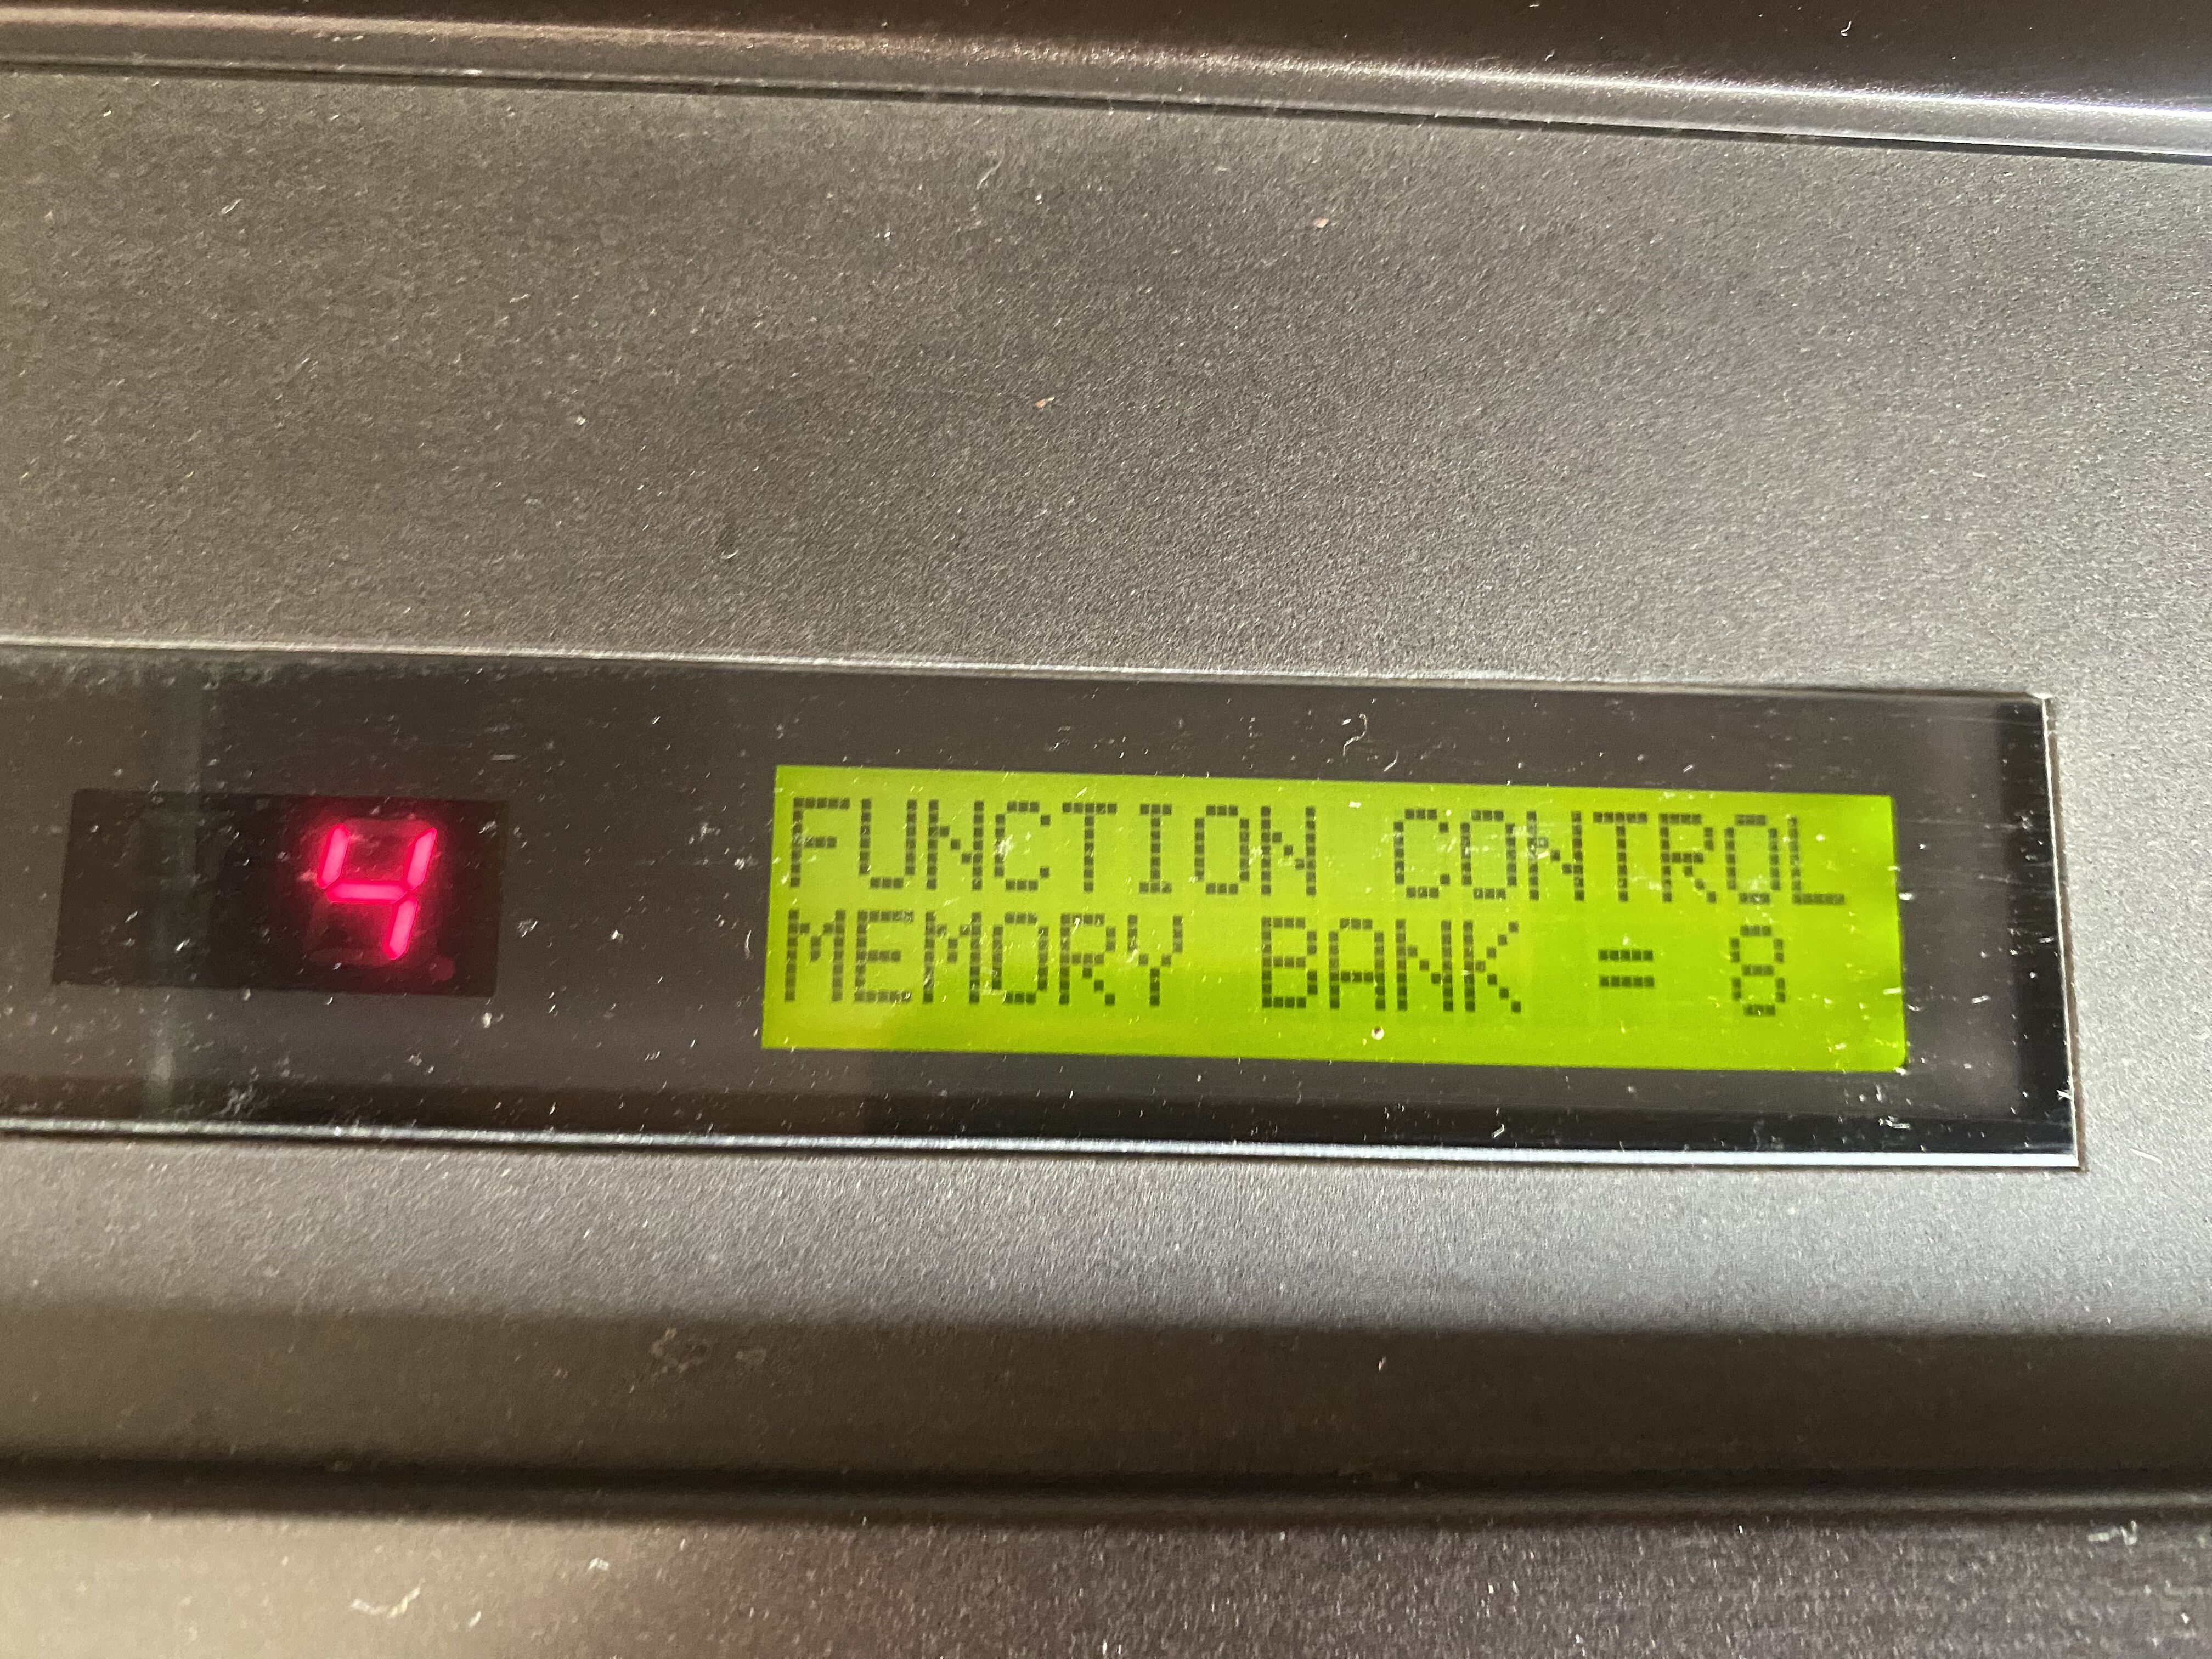 4
FUNCTION CONTROL
MEMORY BANK = 8